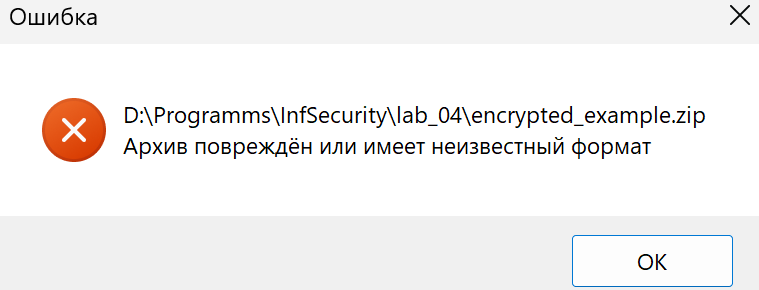 Ошибка
D:\Programms\InfSecurity\lab_04\encrypted_example.zip
Архив повреждён или имеет неизвестный формат
OK